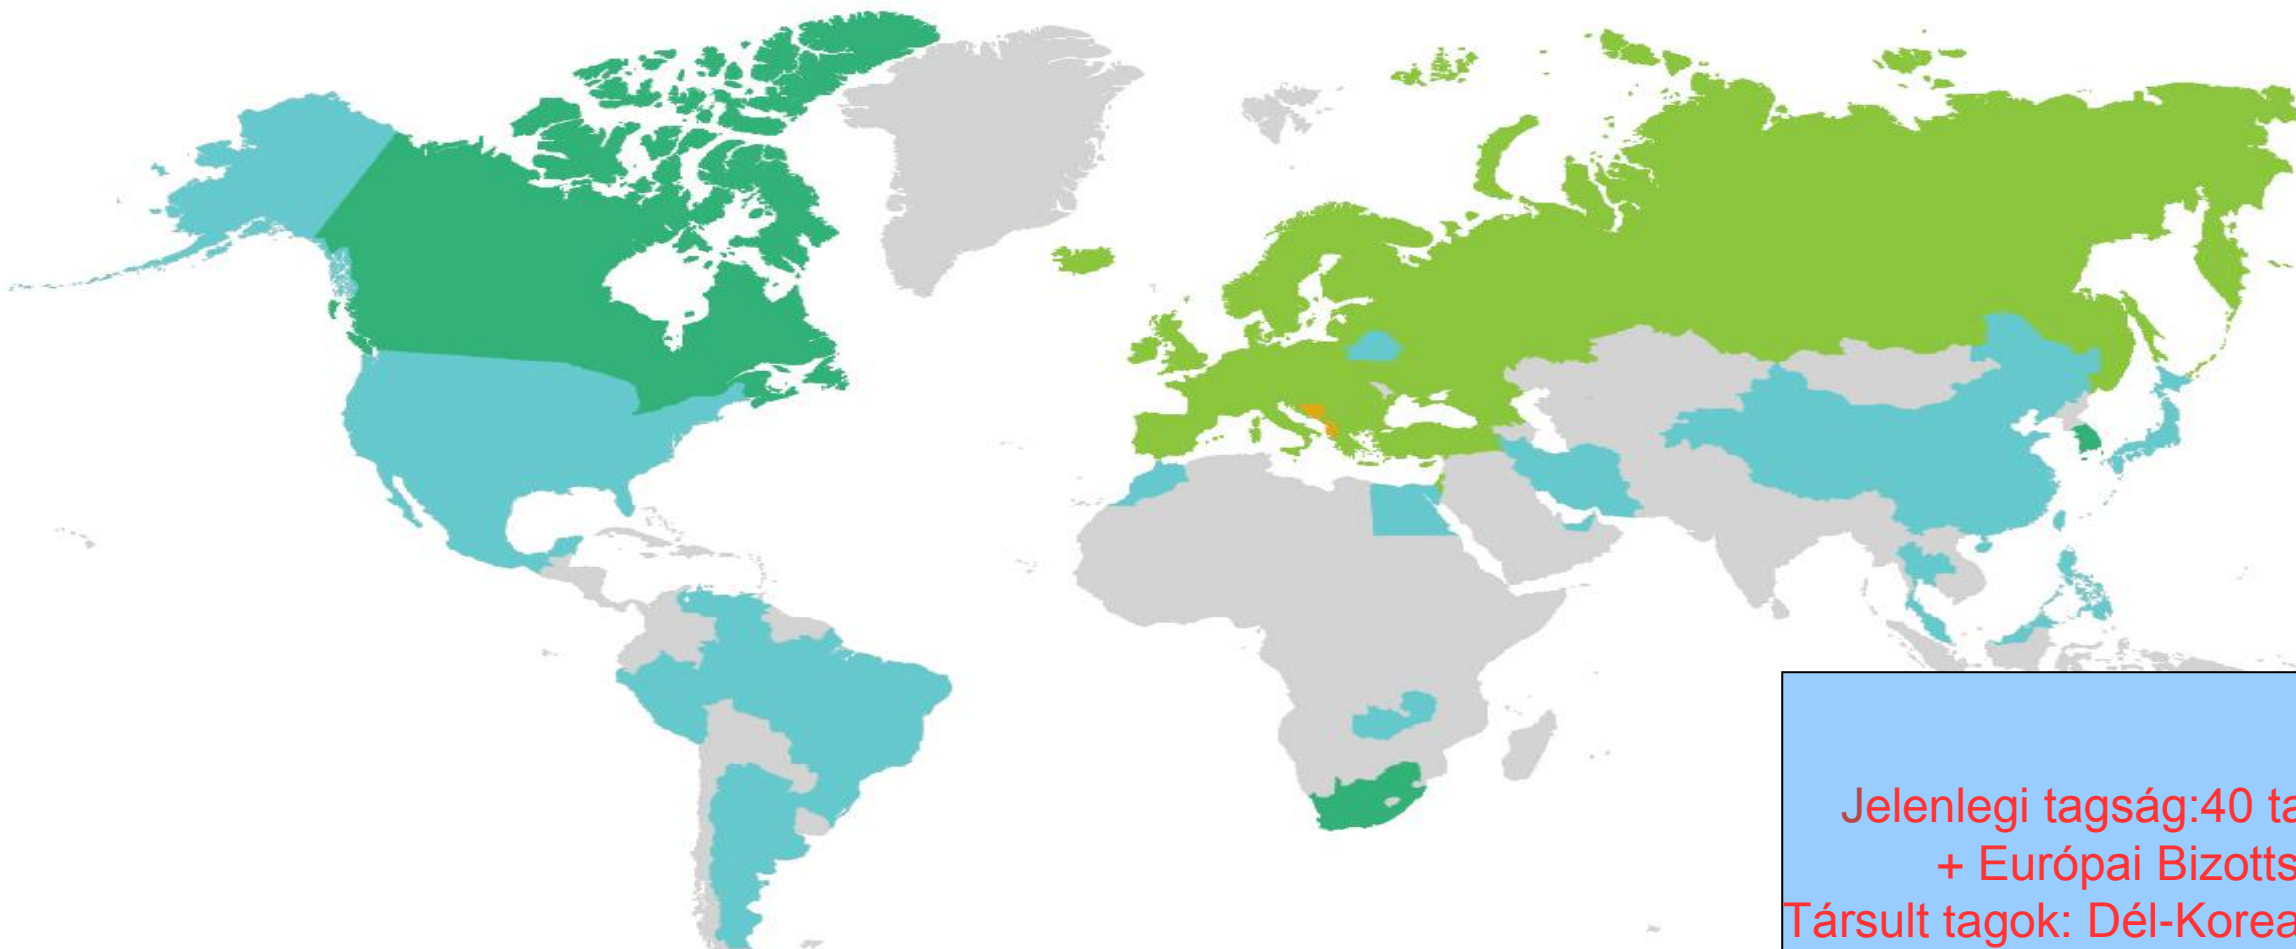 Jelenlegi tagság:40 ta
+ Európai Bizotts
Társult tagok: Dél-Korea